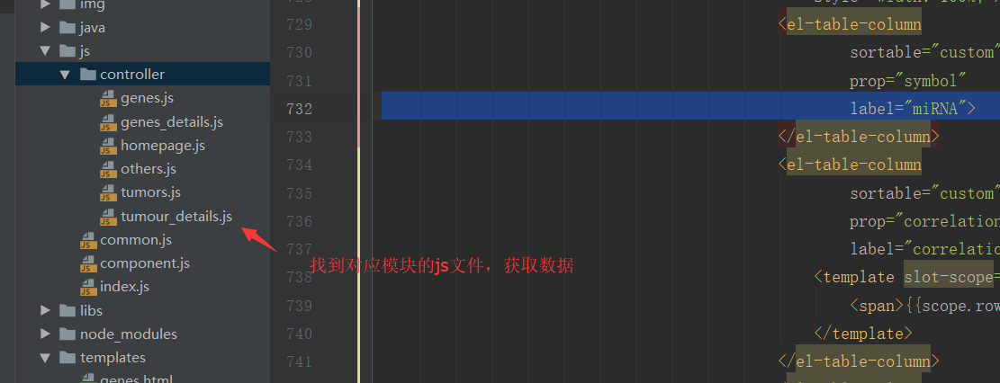 img
java
js
controller
genes.js
genes_details.js
homepage.js
others.js
tumors.js
tumour_details.js
common.js
component.js
index.js
libs
node_modules
templates
genes.html
729 <el-table-column
730 sortable="custom"
731 prop="symbol"
732 label="miRNA">
733 </el-table-column>
734 <el-table-column
735 sortable="custom"
736 prop="correlation
737 label="correlatio
738 <template slot-scope=
739 <span>{{scope.row
740 </template>
741 </el-table-column>
找到对应模块的js文件，获取数据